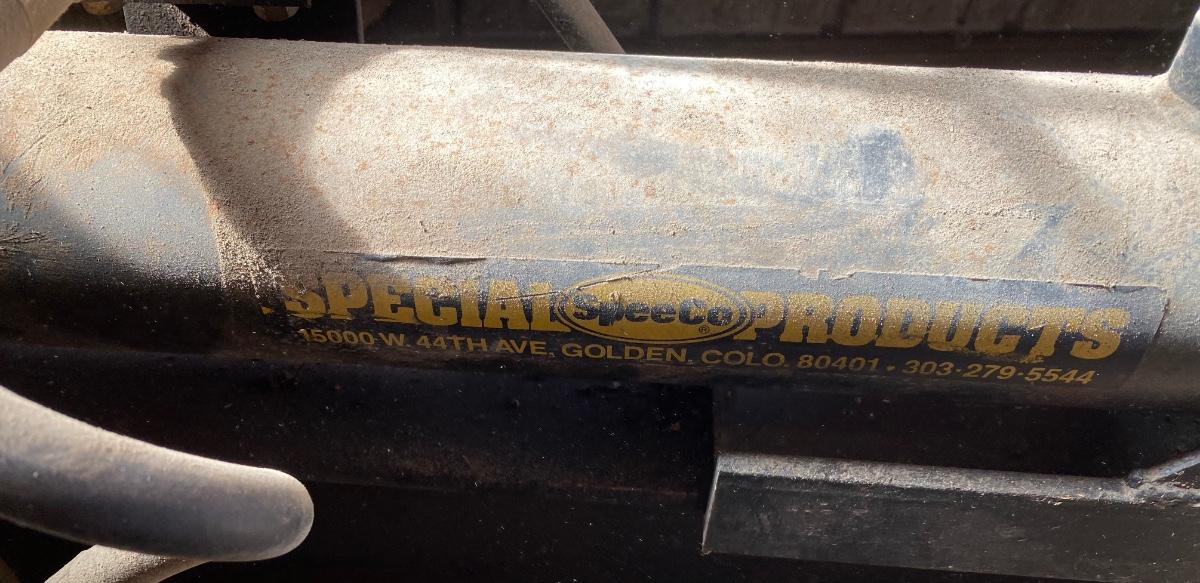 SPECIAL SpeeCo® PRODUCTS
15000 W. 44TH AVE. GOLDEN. COLO. 80401 • 303·279·5544